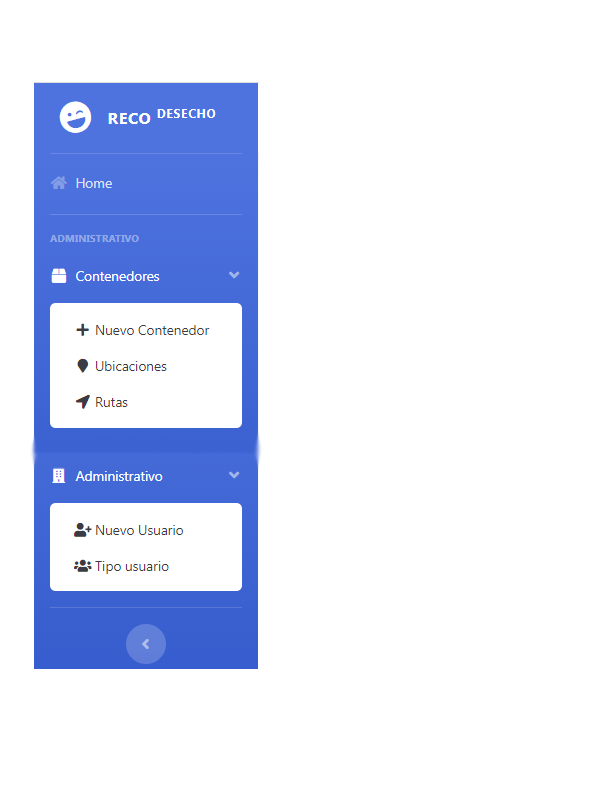 RECO DESECHO
Home
ADMINISTRATIVO
Contenedores
Nuevo Contenedor
Ubicaciones
Rutas
Administrativo
Nuevo Usuario
Tipo usuario